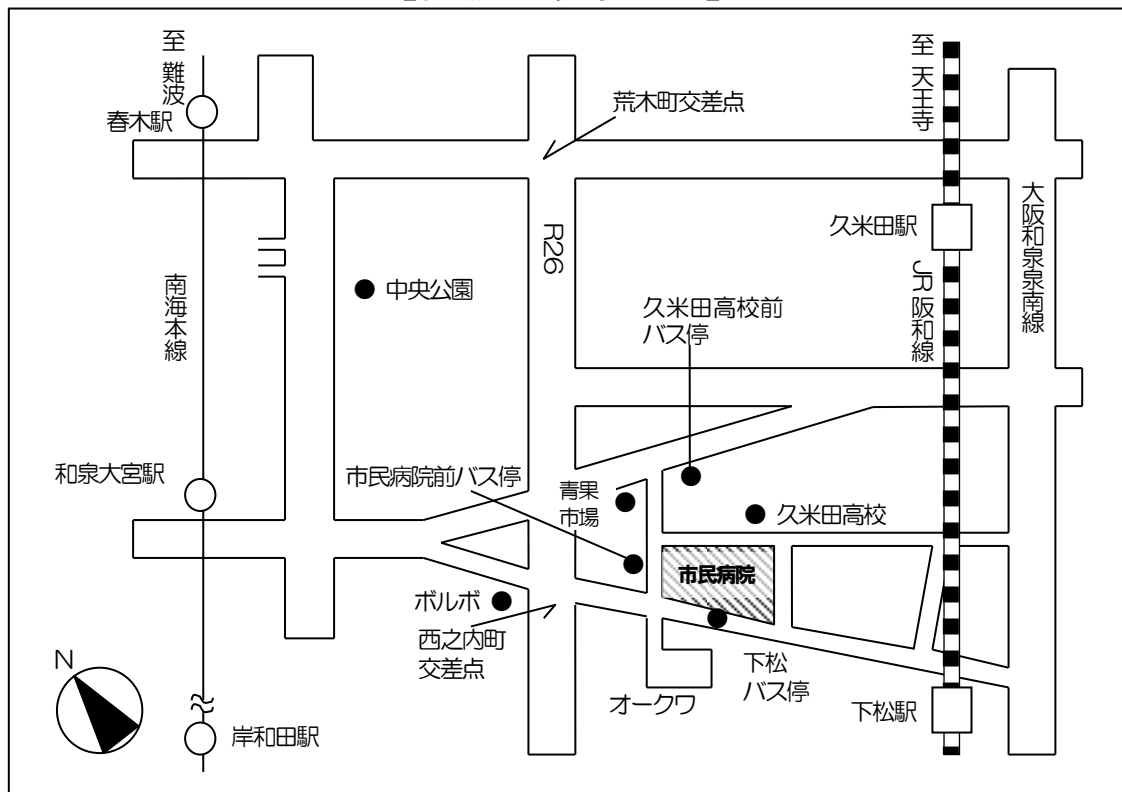 至 難波
春木駅
荒木町交差点
至 天王寺
久米田駅
大阪和泉泉南線
R26
南海本線
中央公園
久米田高校前
バス停
JR阪和線
和泉大宮駅
市民病院前バス停
青果
市場
久米田高校
市民病院
ボルボ
西之内町
交差点
下松
バス停
オークワ
下松駅
N
岸和田駅